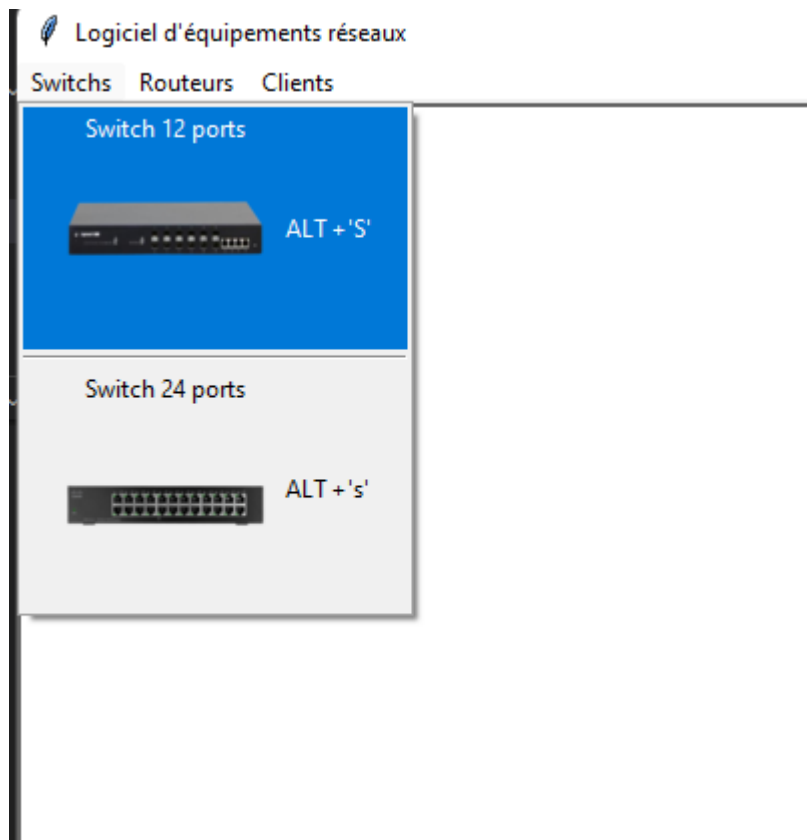 Logiciel d'équipements réseaux
Switchs Routeurs Clients
Switch 12 ports
ALT +'S'
Switch 24 ports
ALT +'s'